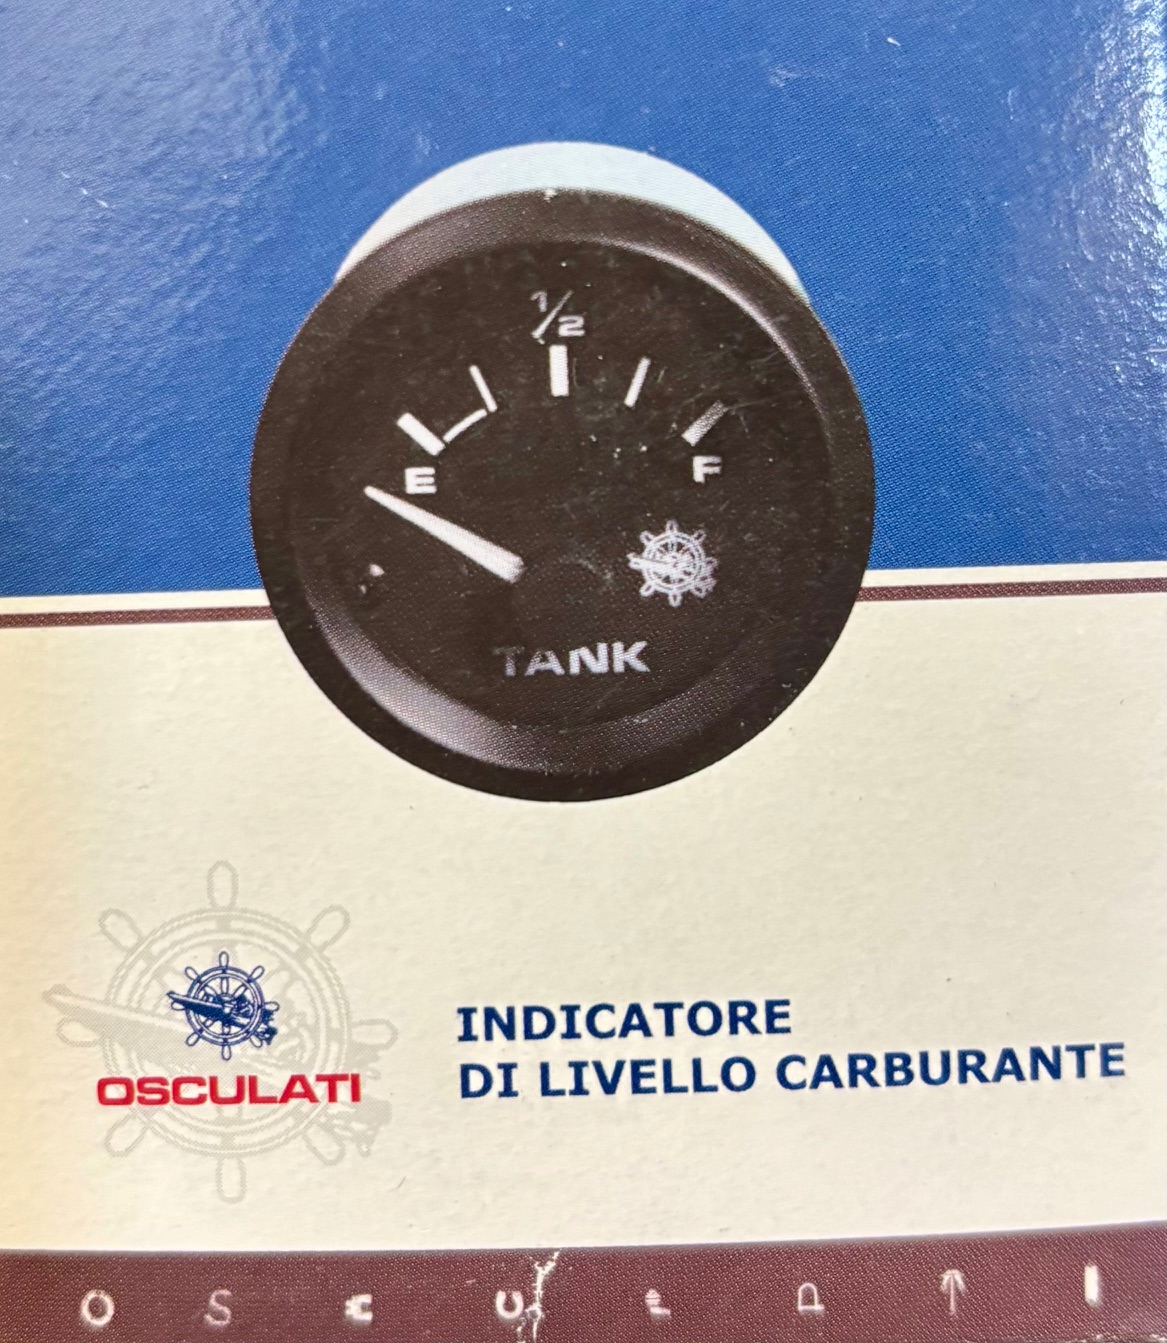 1/2
E
F
TANK
OSCULATI
INDICATORE
DI LIVELLO CARBURANTE